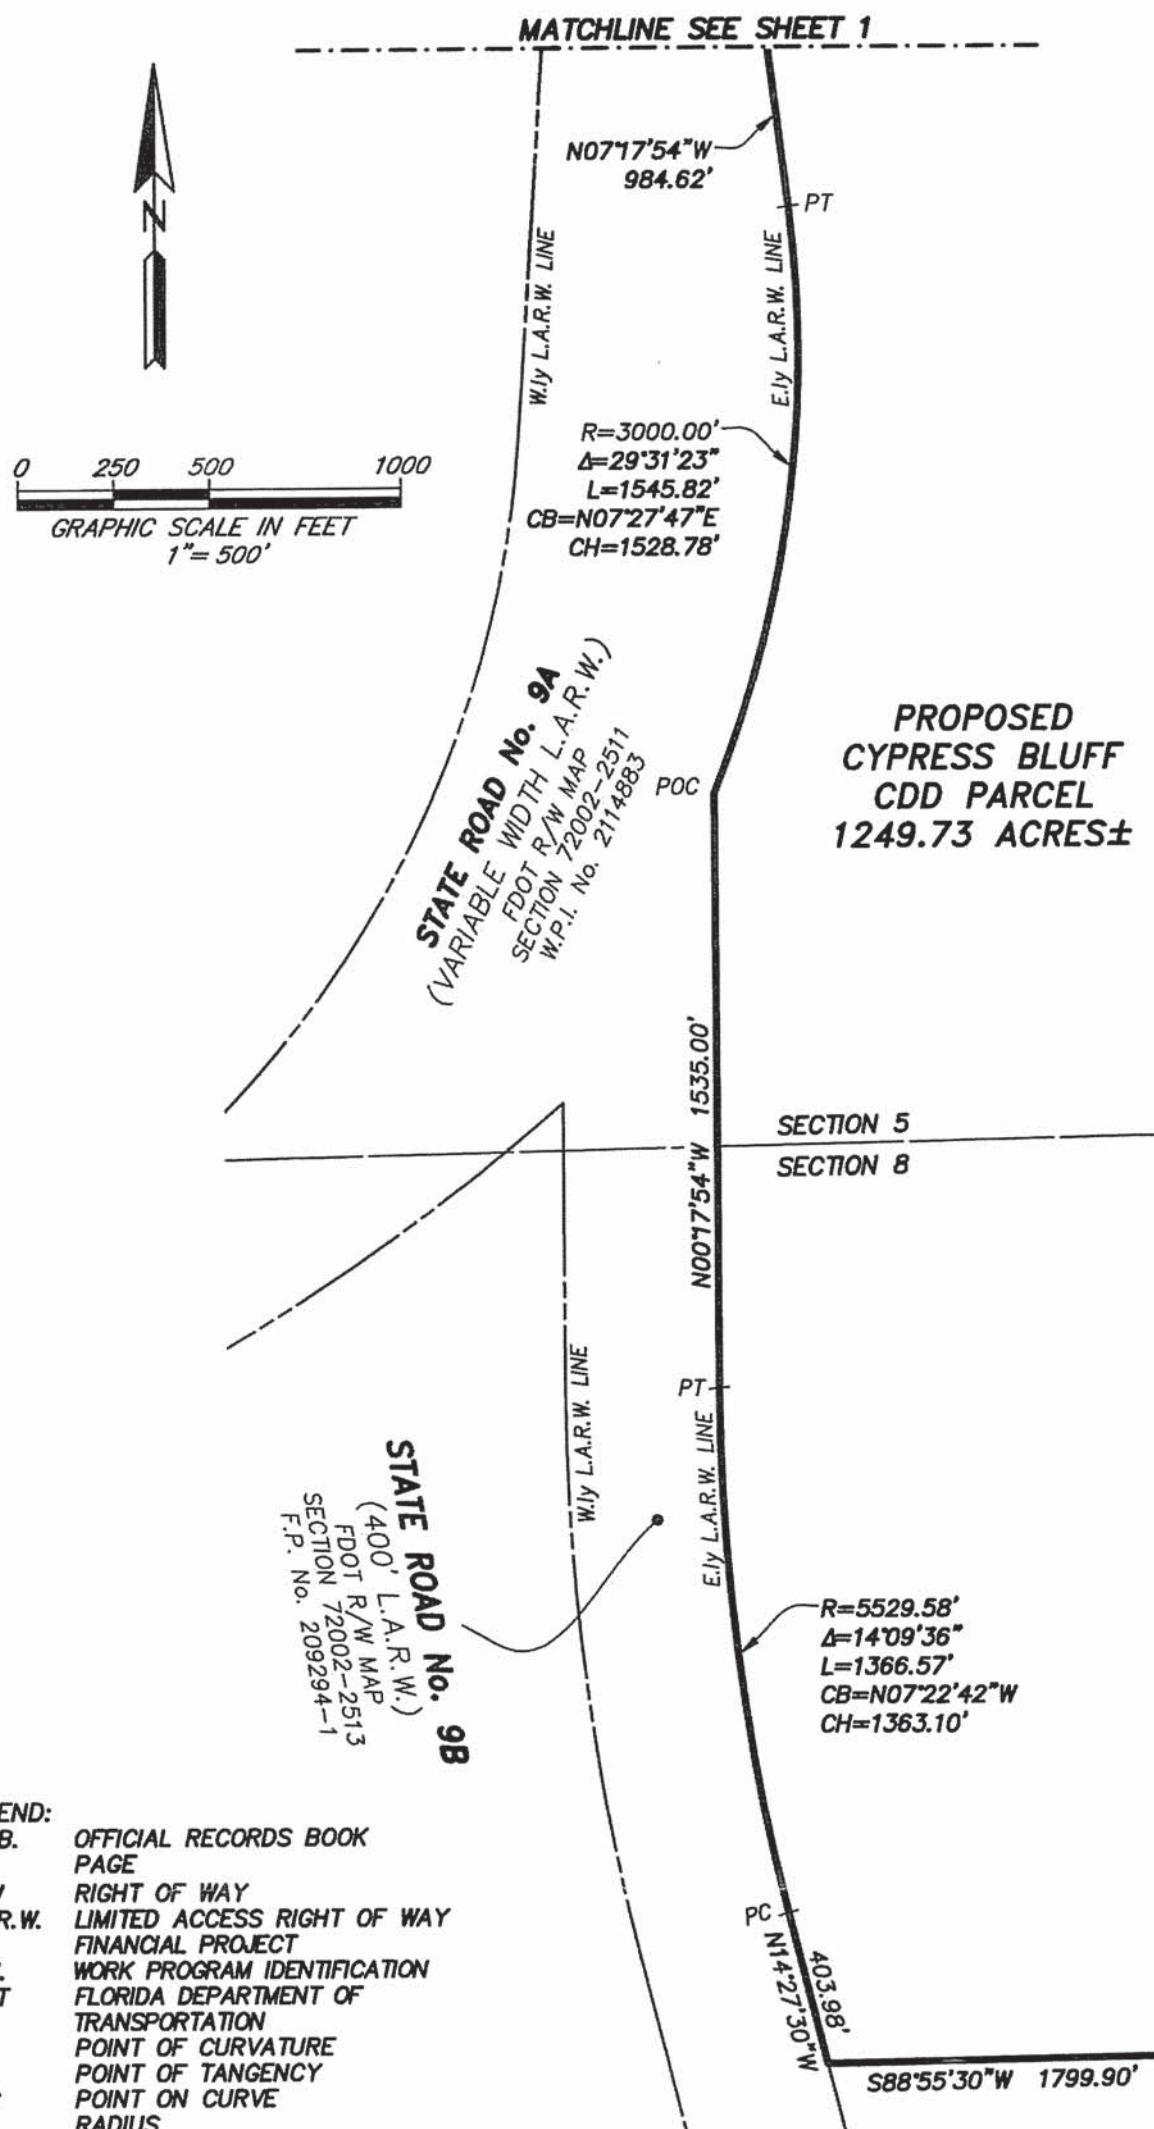 MATCHLINE SEE SHEET 1
N07°17'54"W
984.62'
PT
N
W.ly L.A.R.W. LINE
E.ly L.A.R.W. LINE
0 250 500 1000
GRAPHIC SCALE IN FEET
1"= 500'
R=3000.00'
Δ=29°31'23"
L=1545.82'
CB=N07°27'47"E
CH=1528.78'
STATE ROAD No. 9A
(VARIABLE WIDTH L.A.R.W.)
FDOT R/W MAP
SECTION 72002-2511
W.P.I. No. 2114883
POC
PROPOSED
CYPRESS BLUFF
CDD PARCEL
1249.73 ACRES±
N00°17'54"W 1535.00'
SECTION 5
SECTION 8
PT
W.ly L.A.R.W. LINE
E.ly L.A.R.W. LINE
STATE ROAD No. 9B
(400' L.A.R.W.)
FDOT R/W MAP
SECTION 72002-2513
F.P. No. 209294-1
R=5529.58'
Δ=14°09'36"
L=1366.57'
CB=N07°22'42"W
CH=1363.10'
PC
N14°27'30"W
403.98'
S88°55'30"W 1799.90'
END:
B. OFFICIAL RECORDS BOOK
PAGE
RIGHT OF WAY
R.W. LIMITED ACCESS RIGHT OF WAY
FINANCIAL PROJECT
WORK PROGRAM IDENTIFICATION
T FLORIDA DEPARTMENT OF
TRANSPORTATION
POINT OF CURVATURE
POINT OF TANGENCY
POINT ON CURVE
RADIUS